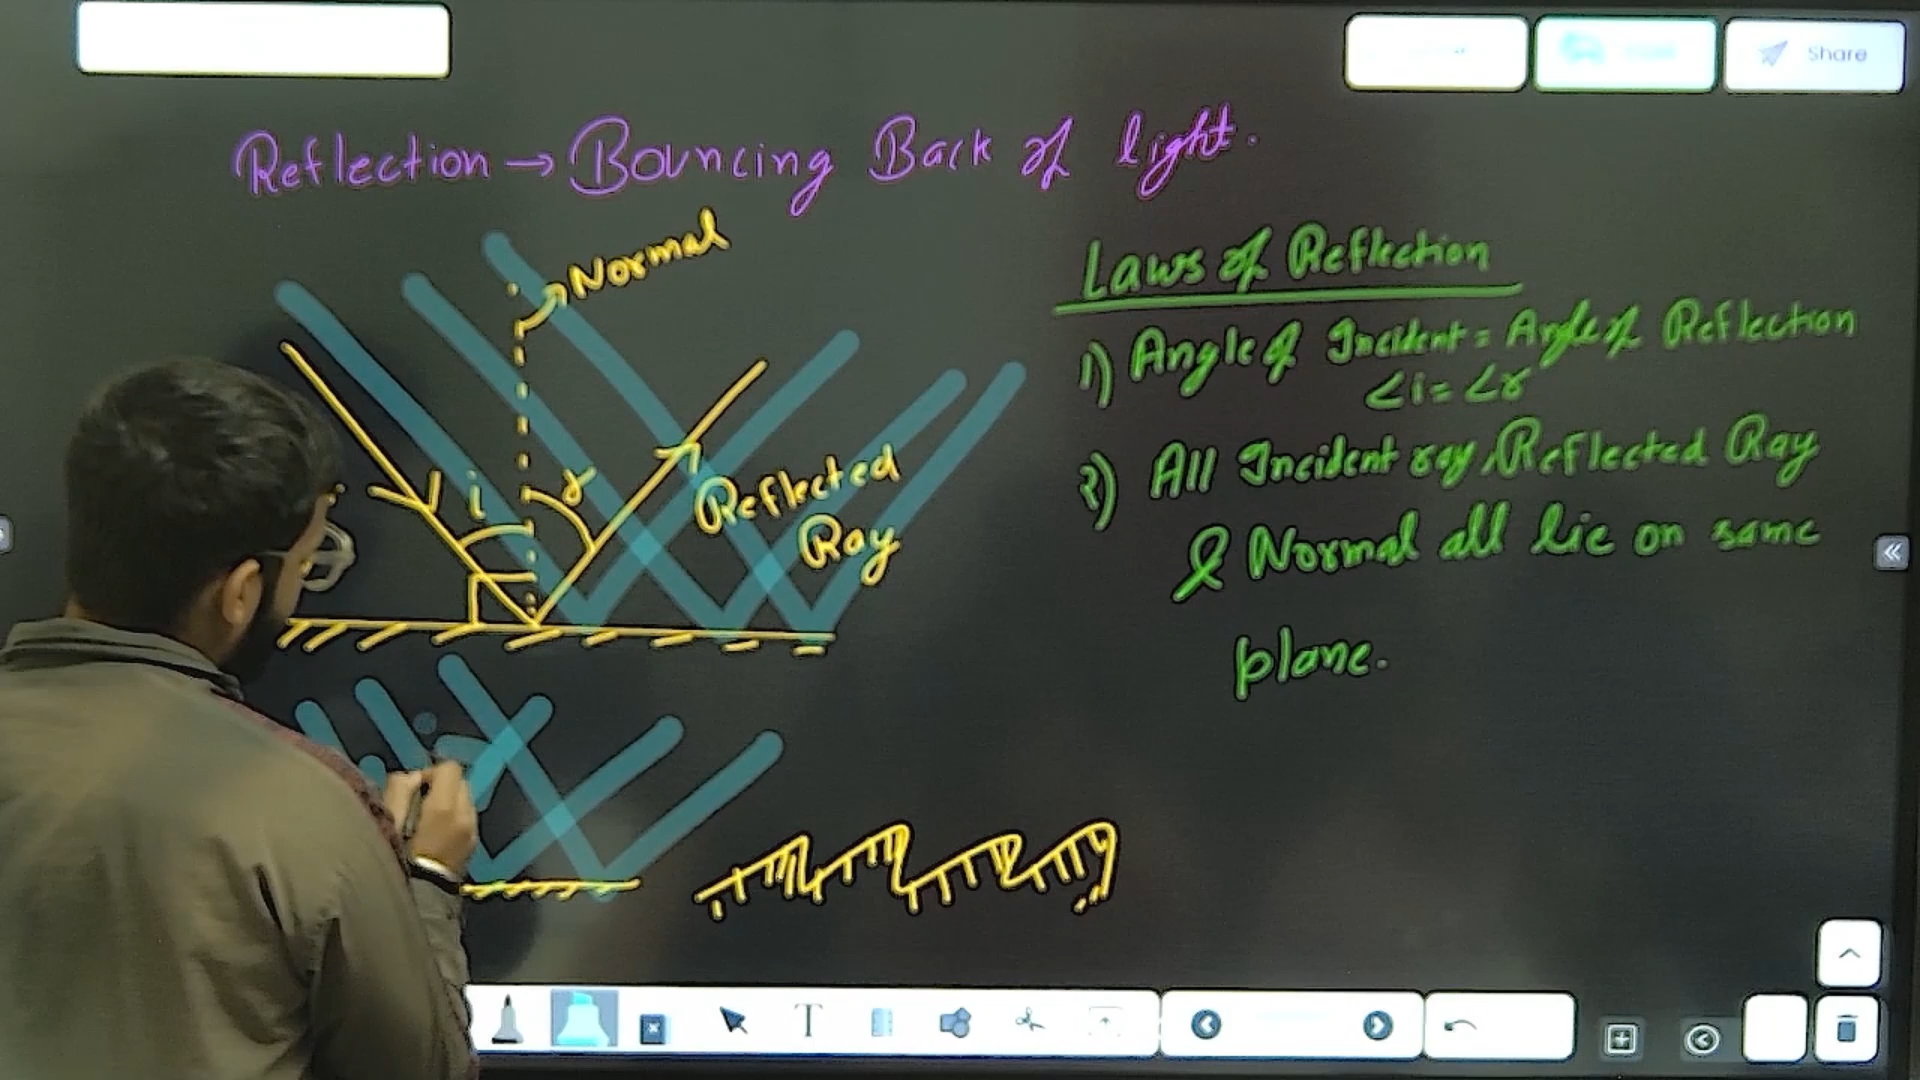 Share
Reflection → Bouncing Back of light.
Normal
Laws of Reflection
1) Angle of Incident = Angle of Reflection
∠i = ∠r
i
r
Reflected
Ray
2) All Incident ray, Reflected Ray
& Normal all lie on same
plane.
T